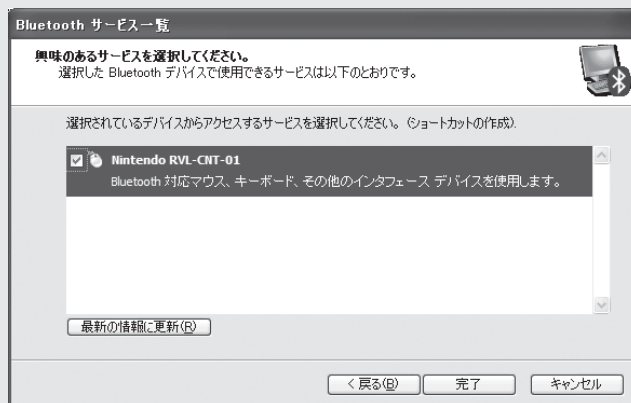 Bluetooth サービス一覧
興味のあるサービスを選択してください。
選択した Bluetooth デバイスで使用できるサービスは以下のとおりです。
選択されているデバイスからアクセスするサービスを選択してください。(ショートカットの作成).
Nintendo RVL-CNT-01
Bluetooth 対応マウス、キーボード、その他のインタフェース デバイスを使用します。
最新の情報に更新(R)
< 戻る(B)
完了
キャンセル